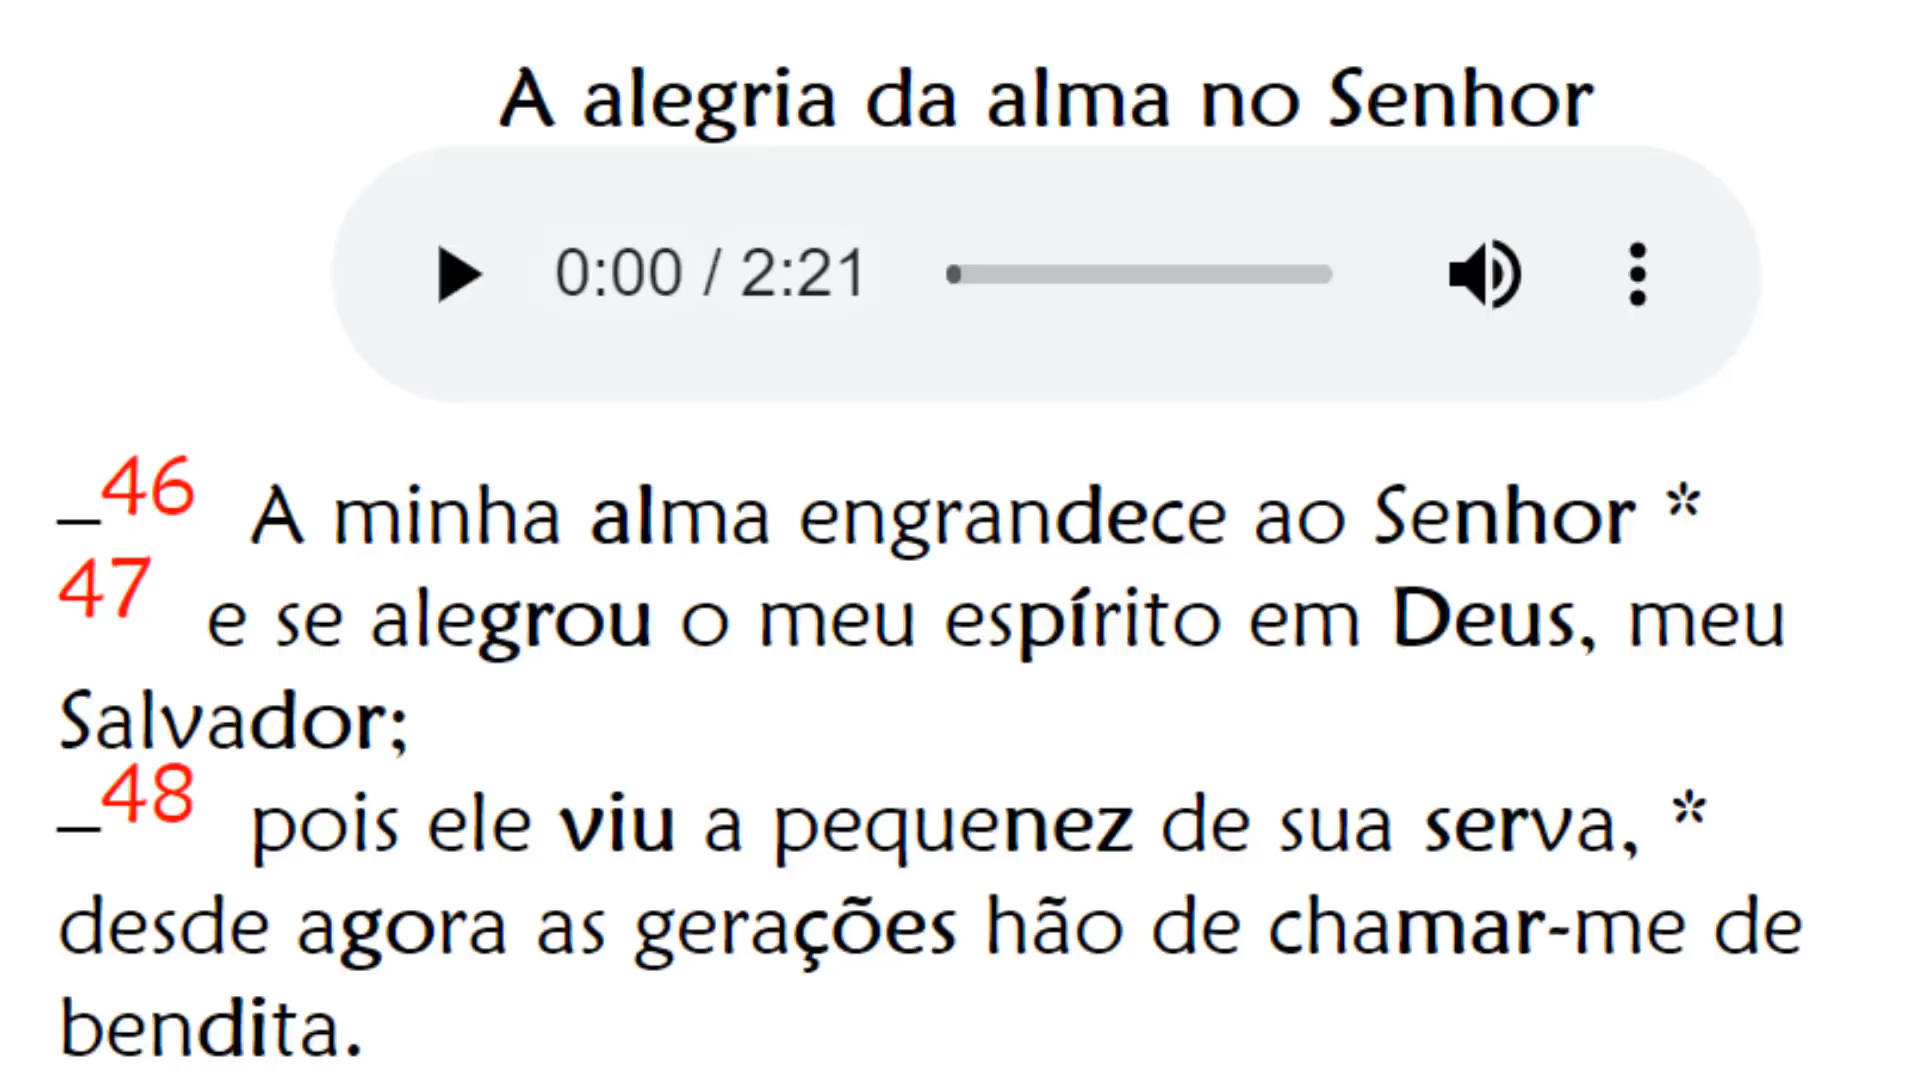 A alegria da alma no Senhor
0:00 / 2:21
–46 A minha alma engrandece ao Senhor *
47 e se alegrou o meu espírito em Deus, meu
Salvador;
–48 pois ele viu a pequenez de sua serva, *
desde agora as gerações hão de chamar-me de
bendita.